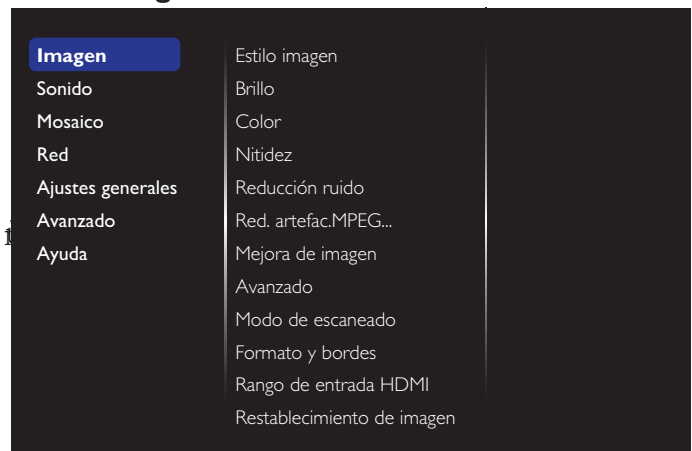 Imagen
Sonido
Mosaico
Red
Ajustes generales
Avanzado
Ayuda
Estilo imagen
Brillo
Color
Nitidez
Reducción ruido
Red. artefac.MPEG...
Mejora de imagen
Avanzado
Modo de escaneado
Formato y bordes
Rango de entrada HDMI
Restablecimiento de imagen